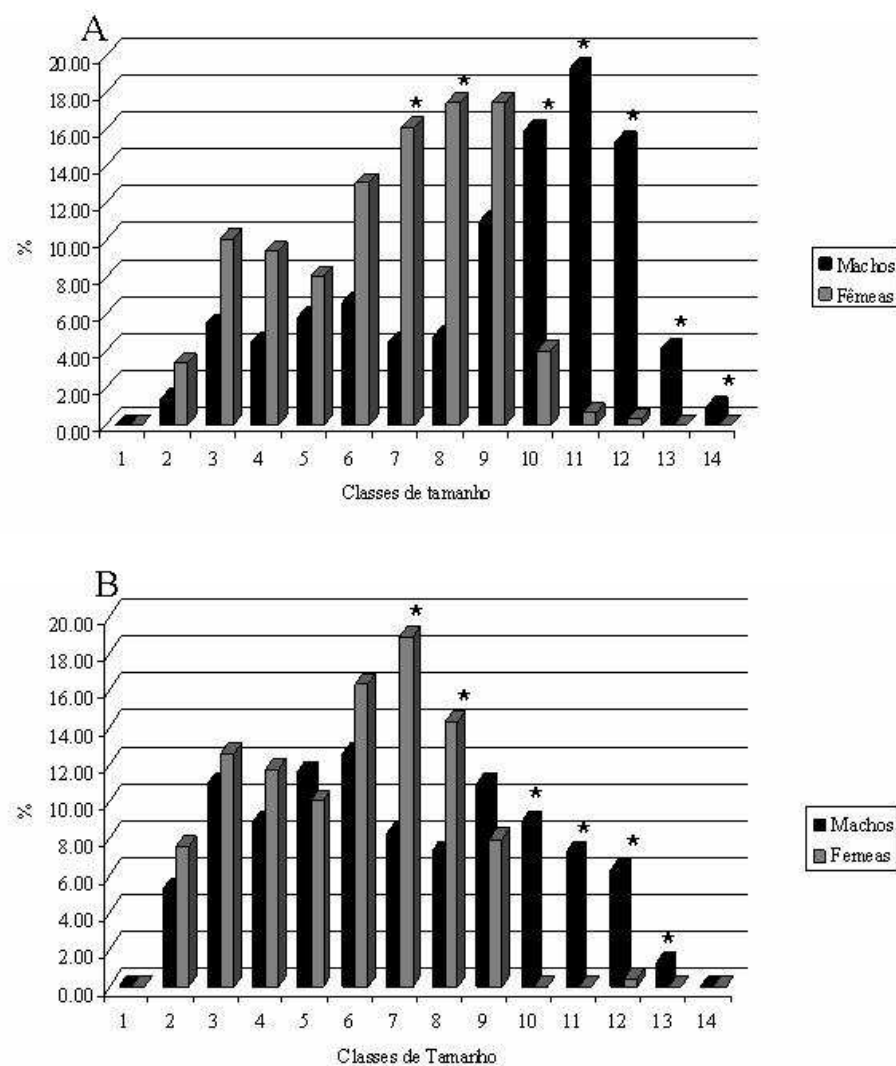 A
20.00
18.00
16.00
14.00
12.00
10.00
8.00
6.00
4.00
2.00
0.00
%
* * * * * * *
1 2 3 4 5 6 7 8 9 10 11 12 13 14
Classes de tamanho
Machos
Fêmeas
B
20.00
18.00
16.00
14.00
12.00
10.00
8.00
6.00
4.00
2.00
0.00
%
* * * * * *
1 2 3 4 5 6 7 8 9 10 11 12 13 14
Classes de Tamanho
Machos
Femeas